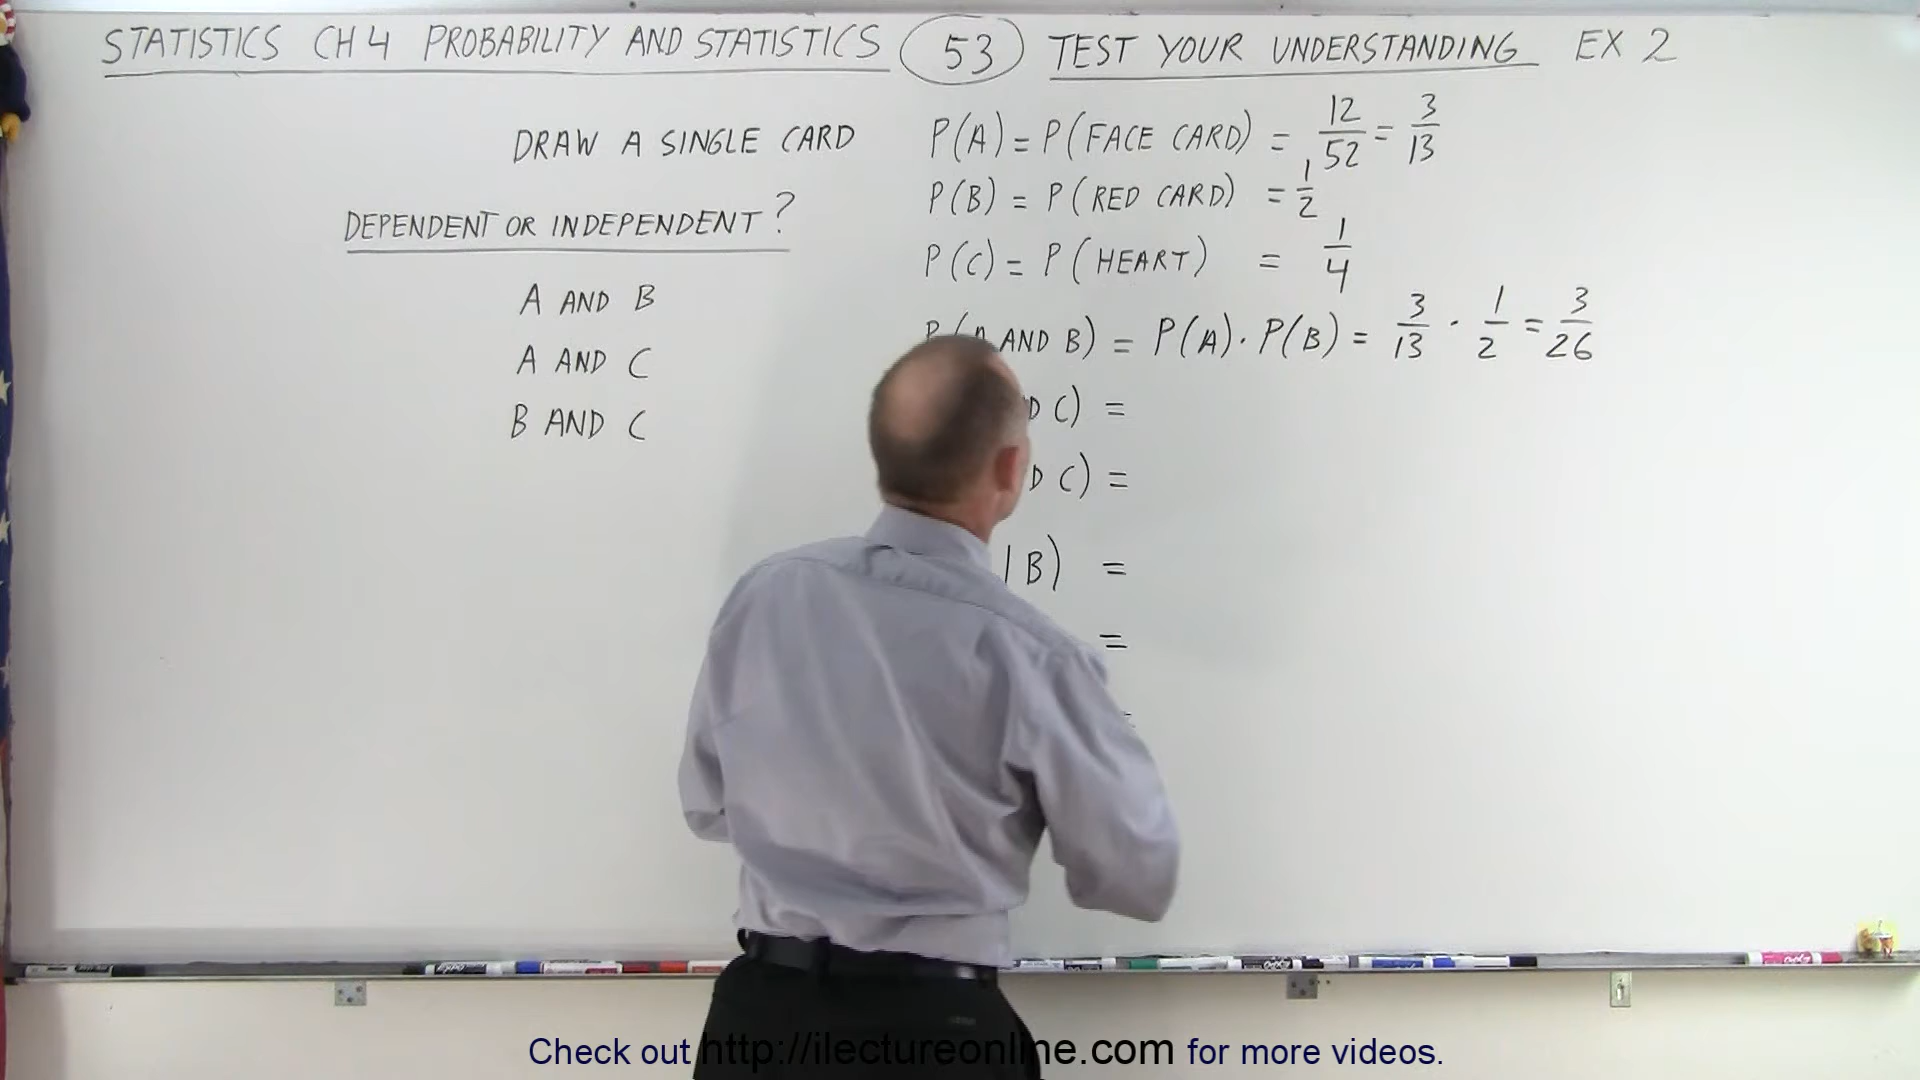 STATISTICS CH 4 PROBABILITY AND STATISTICS 53 TEST YOUR UNDERSTANDING EX 2
DRAW A SINGLE CARD
DEPENDENT OR INDEPENDENT?
A AND B
A AND C
B AND C
P(A) = P(FACE CARD) = 12/52 = 3/13
P(B) = P(RED CARD) = 1/2
P(C) = P(HEART) = 1/4
P(A AND B) = P(A)·P(B) = 3/13 · 1/2 = 3/26
C) =
C) =
| B) =
=
Check out http://ilectureonline.com for more videos.